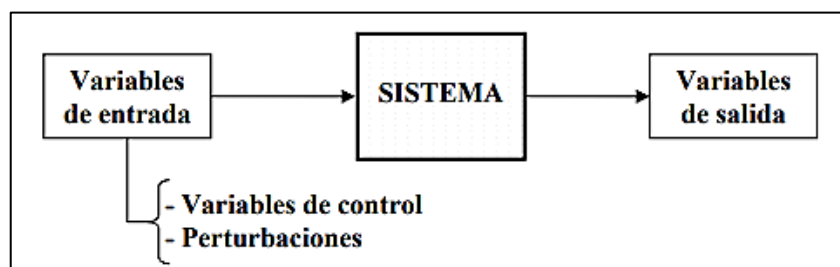 Variables
de entrada
SISTEMA
Variables
de salida
- Variables de control
- Perturbaciones